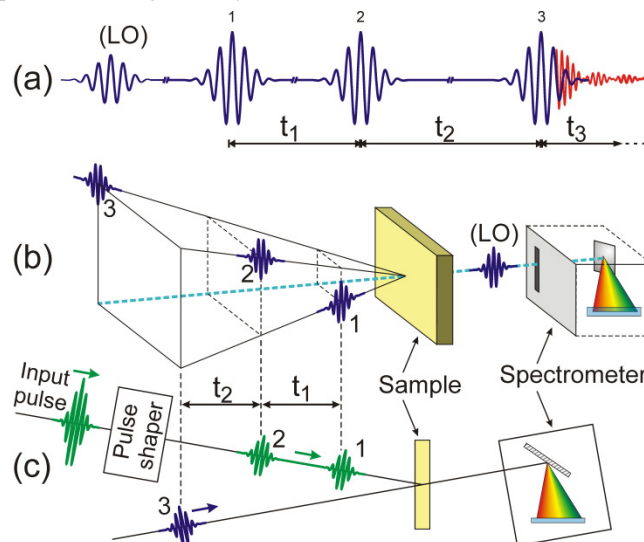 1
2
3
(LO)
(a)
t1
t2
t3
3
(b)
2
1
(LO)
Input
pulse
Pulse
shaper
t2
t1
Sample
Spectrometer
2
1
(c)
3